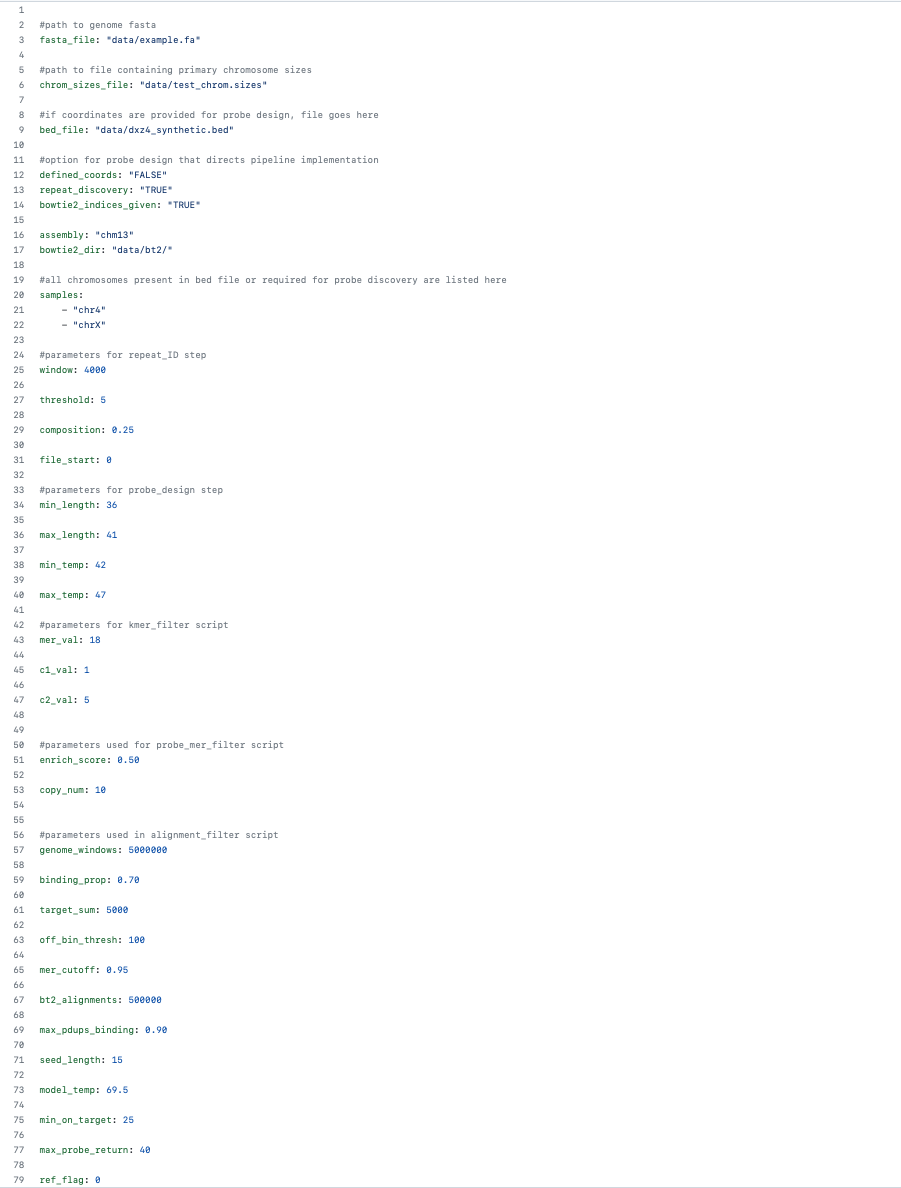 1
2 #path to genome fasta
3 fasta_file: "data/example.fa"
4
5 #path to file containing primary chromosome sizes
6 chrom_sizes_file: "data/test_chrom.sizes"
7
8 #if coordinates are provided for probe design, file goes here
9 bed_file: "data/dxz4_synthetic.bed"
10
11 #option for probe design that directs pipeline implementation
12 defined_coords: "FALSE"
13 repeat_discovery: "TRUE"
14 bowtie2_indices_given: "TRUE"
15
16 assembly: "chm13"
17 bowtie2_dir: "data/bt2/"
18
19 #all chromosomes present in bed file or required for probe discovery are listed here
20 samples:
21     - "chr4"
22     - "chrX"
23
24 #parameters for repeat_ID step
25 window: 4000
26
27 threshold: 5
28
29 composition: 0.25
30
31 file_start: 0
32
33 #parameters for probe_design step
34 min_length: 36
35
36 max_length: 41
37
38 min_temp: 42
39
40 max_temp: 47
41
42 #parameters for kmer_filter script
43 mer_val: 18
44
45 c1_val: 1
46
47 c2_val: 5
48
49
50 #parameters used for probe_mer_filter script
51 enrich_score: 0.50
52
53 copy_num: 10
54
55
56 #parameters used in alignment_filter script
57 genome_windows: 5000000
58
59 binding_prop: 0.70
60
61 target_sum: 5000
62
63 off_bin_thresh: 100
64
65 mer_cutoff: 0.95
66
67 bt2_alignments: 500000
68
69 max_pdups_binding: 0.90
70
71 seed_length: 15
72
73 model_temp: 69.5
74
75 min_on_target: 25
76
77 max_probe_return: 40
78
79 ref_flag: 0